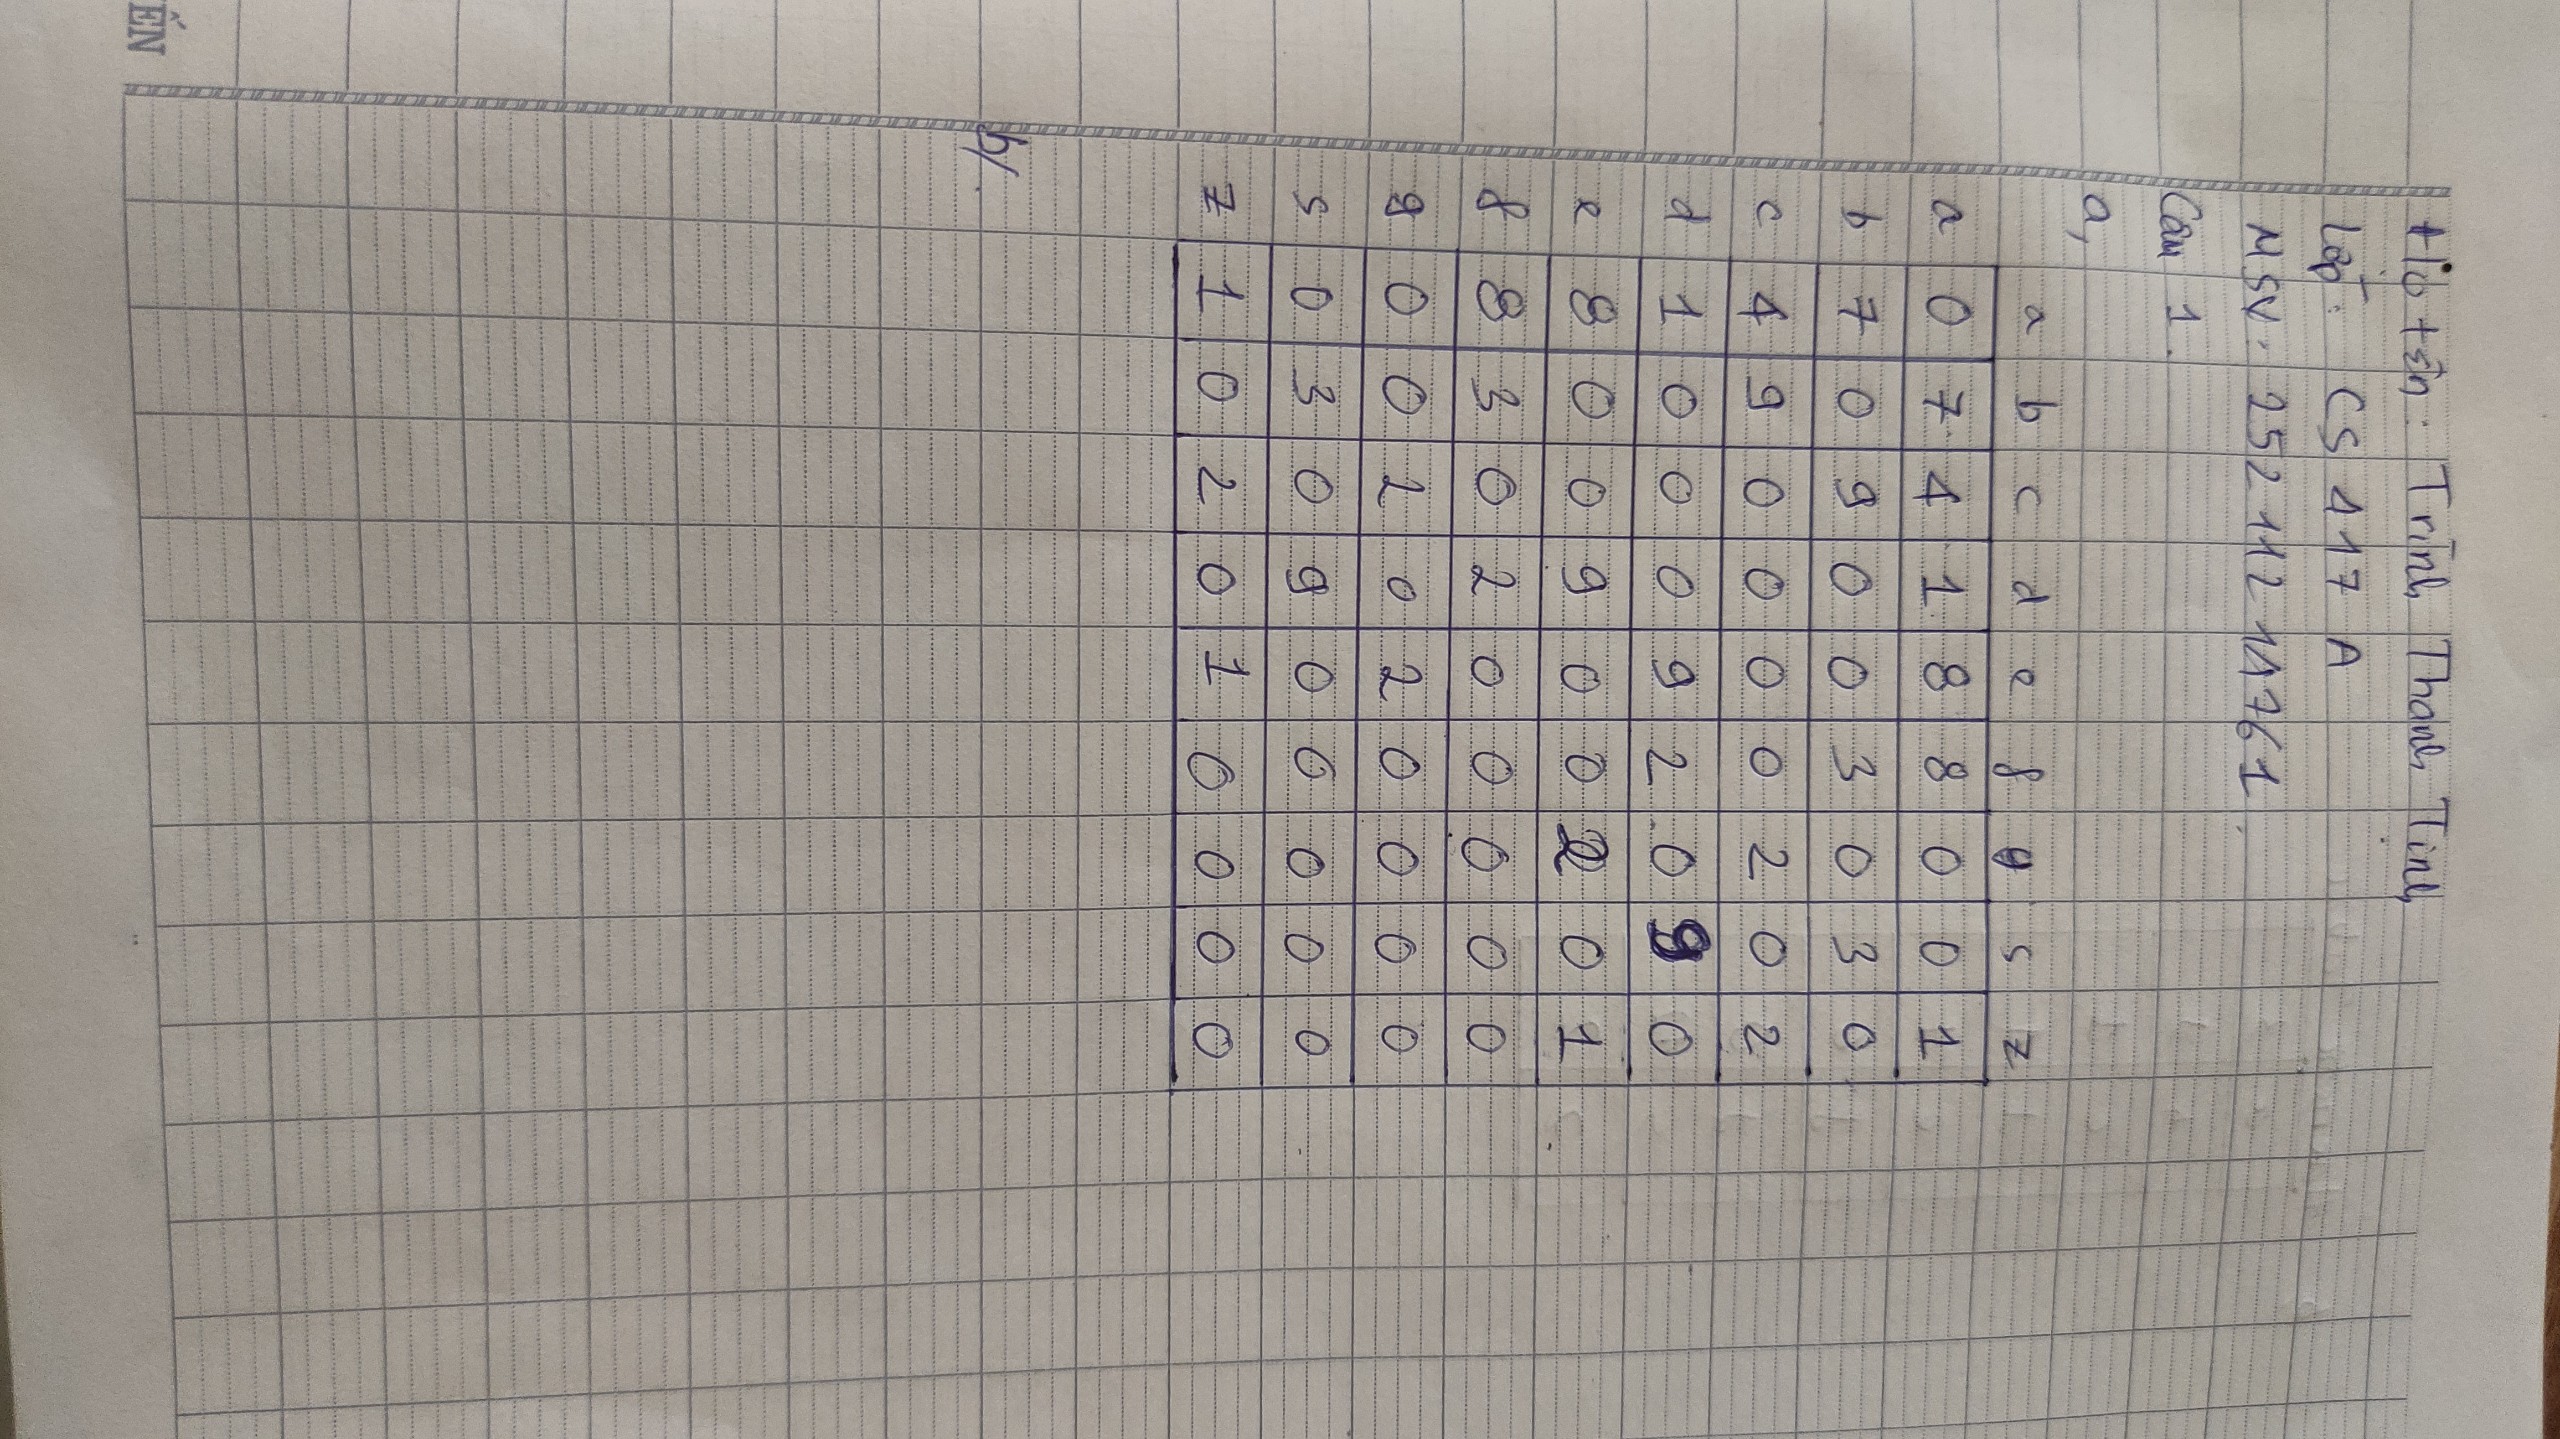 Họ tên: Trịnh Thanh Tình
Lớp: CS 417 A
MSV: 252 112 11761
Câu 1.
a,
a b c d e f g s z
a 0 7 4 1 8 8 0 0 1
b 7 0 9 0 0 3 0 3 0
c 4 9 0 0 0 0 2 0 2
d 1 0 0 0 9 2 0 9 0
e 8 0 0 9 0 0 2 0 1
f 8 3 0 2 0 0 0 0 0
g 0 0 2 0 2 0 0 0 0
s 0 3 0 9 0 0 0 0 0
z 1 0 2 0 1 0 0 0 0
b/.
ẾN